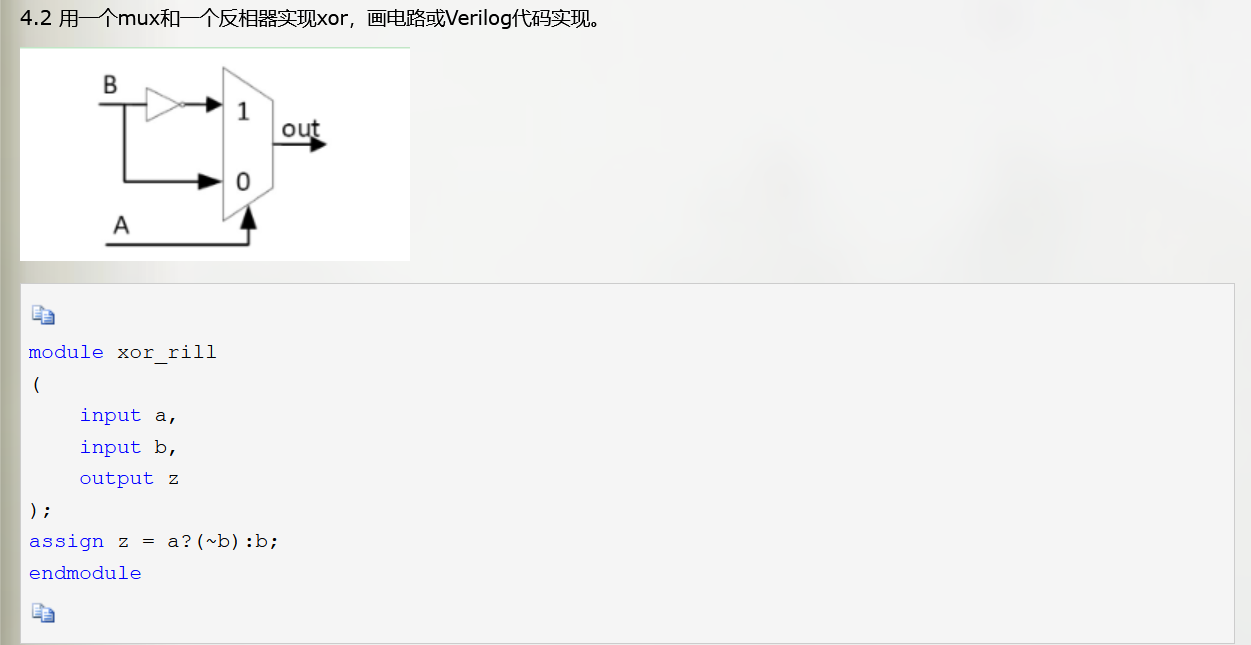 4.2 用一个mux和一个反相器实现xor，画电路或Verilog代码实现。
B
1
out
0
A
module xor_rill
(
    input a,
    input b,
    output z
);
assign z = a?(~b):b;
endmodule